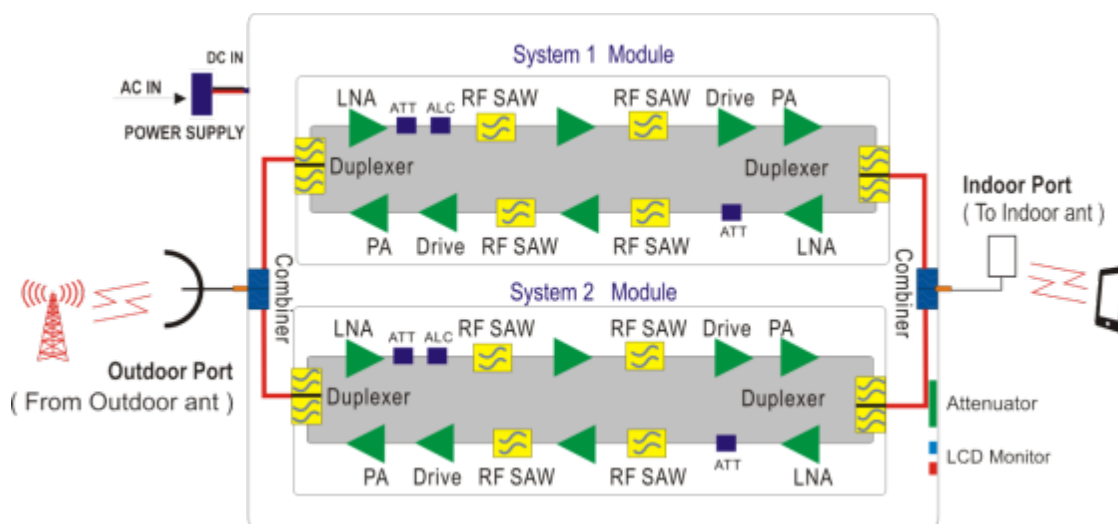 DC IN
AC IN
POWER SUPPLY
System 1 Module
LNA
ATT
ALC
RF SAW
RF SAW
Drive
PA
Duplexer
Duplexer
PA
Drive
RF SAW
RF SAW
ATT
LNA
Combiner
Combiner
Indoor Port
( To Indoor ant )
Outdoor Port
( From Outdoor ant )
System 2 Module
LNA
ATT
ALC
RF SAW
RF SAW
Drive
PA
Duplexer
Duplexer
PA
Drive
RF SAW
RF SAW
ATT
LNA
Attenuator
LCD Monitor